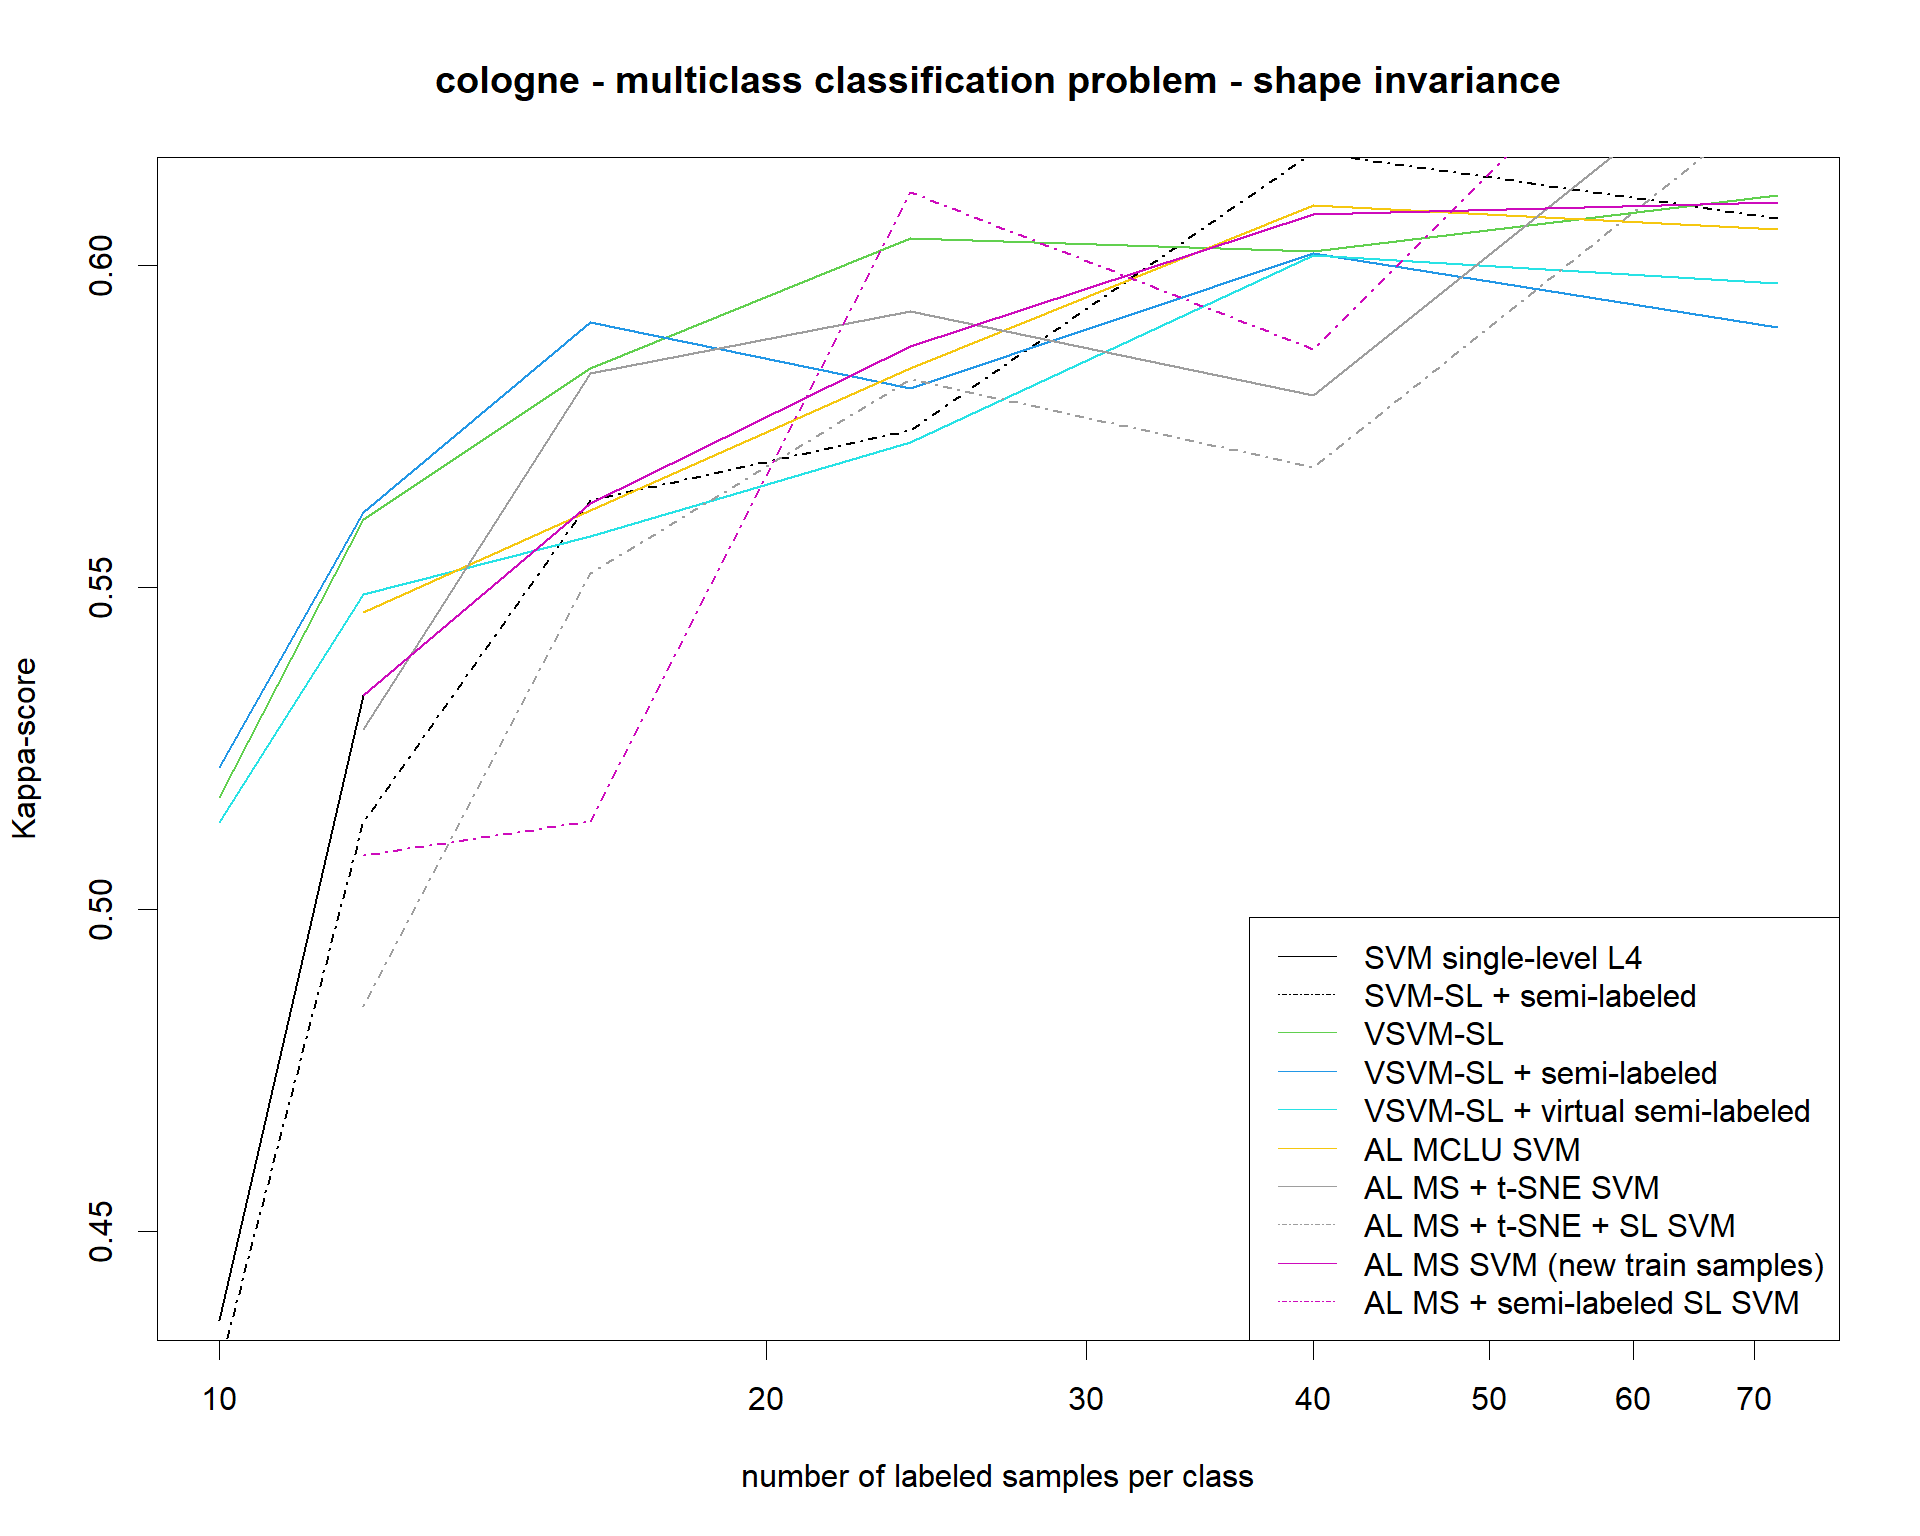 cologne - multiclass classification problem - shape invariance
Kappa-score
0.60
0.55
0.50
0.45
SVM single-level L4
SVM-SL + semi-labeled
VSVM-SL
VSVM-SL + semi-labeled
VSVM-SL + virtual semi-labeled
AL MCLU SVM
AL MS + t-SNE SVM
AL MS + t-SNE + SL SVM
AL MS SVM (new train samples)
AL MS + semi-labeled SL SVM
10 20 30 40 50 60 70
number of labeled samples per class